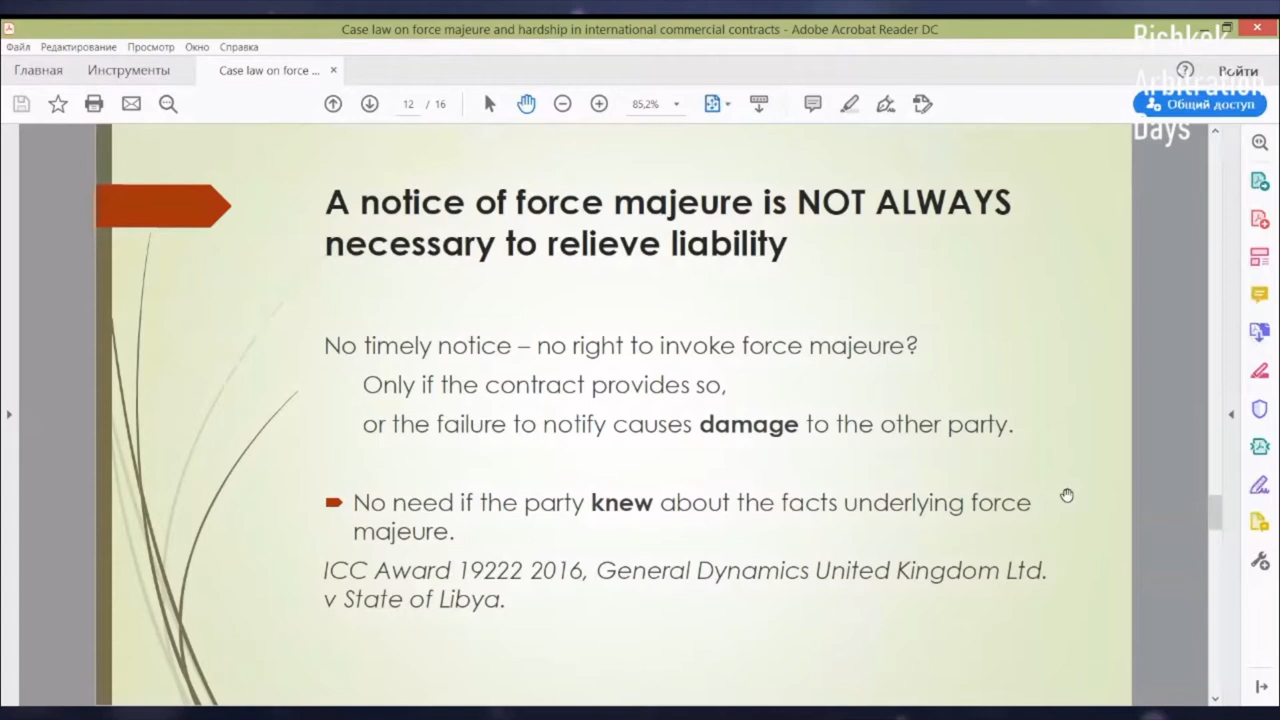 Case law on force majeure and hardship in international commercial contracts - Adobe Acrobat Reader DC
Файл Редактирование Просмотр Окно Справка
Главная Инструменты Case law on force ... ×
Войти
12 / 16 85,2%
Общий доступ
Bishkek
Arbitration
Days
A notice of force majeure is NOT ALWAYS
necessary to relieve liability
No timely notice – no right to invoke force majeure?
Only if the contract provides so,
or the failure to notify causes damage to the other party.
No need if the party knew about the facts underlying force
majeure.
ICC Award 19222 2016, General Dynamics United Kingdom Ltd.
v State of Libya.